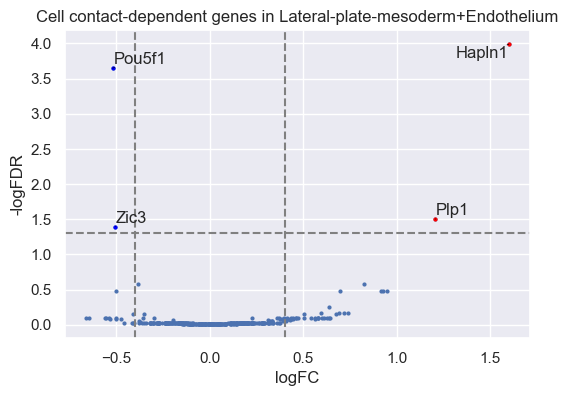 Cell contact-dependent genes in Lateral-plate-mesoderm+Endothelium
4.0
3.5
3.0
2.5
2.0
1.5
1.0
0.5
0.0
-logFDR
Pou5f1
Hapln1
Zic3
Plp1
−0.5
0.0
0.5
1.0
1.5
logFC